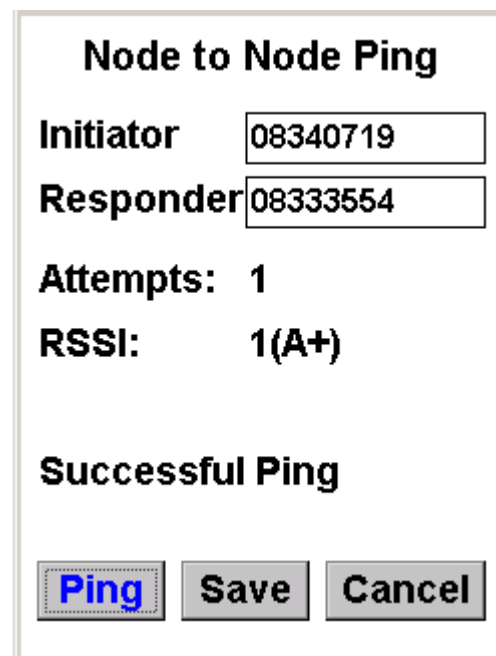 Node to Node Ping
Initiator 08340719
Responder 08333554
Attempts: 1
RSSI: 1(A+)
Successful Ping
Ping Save Cancel